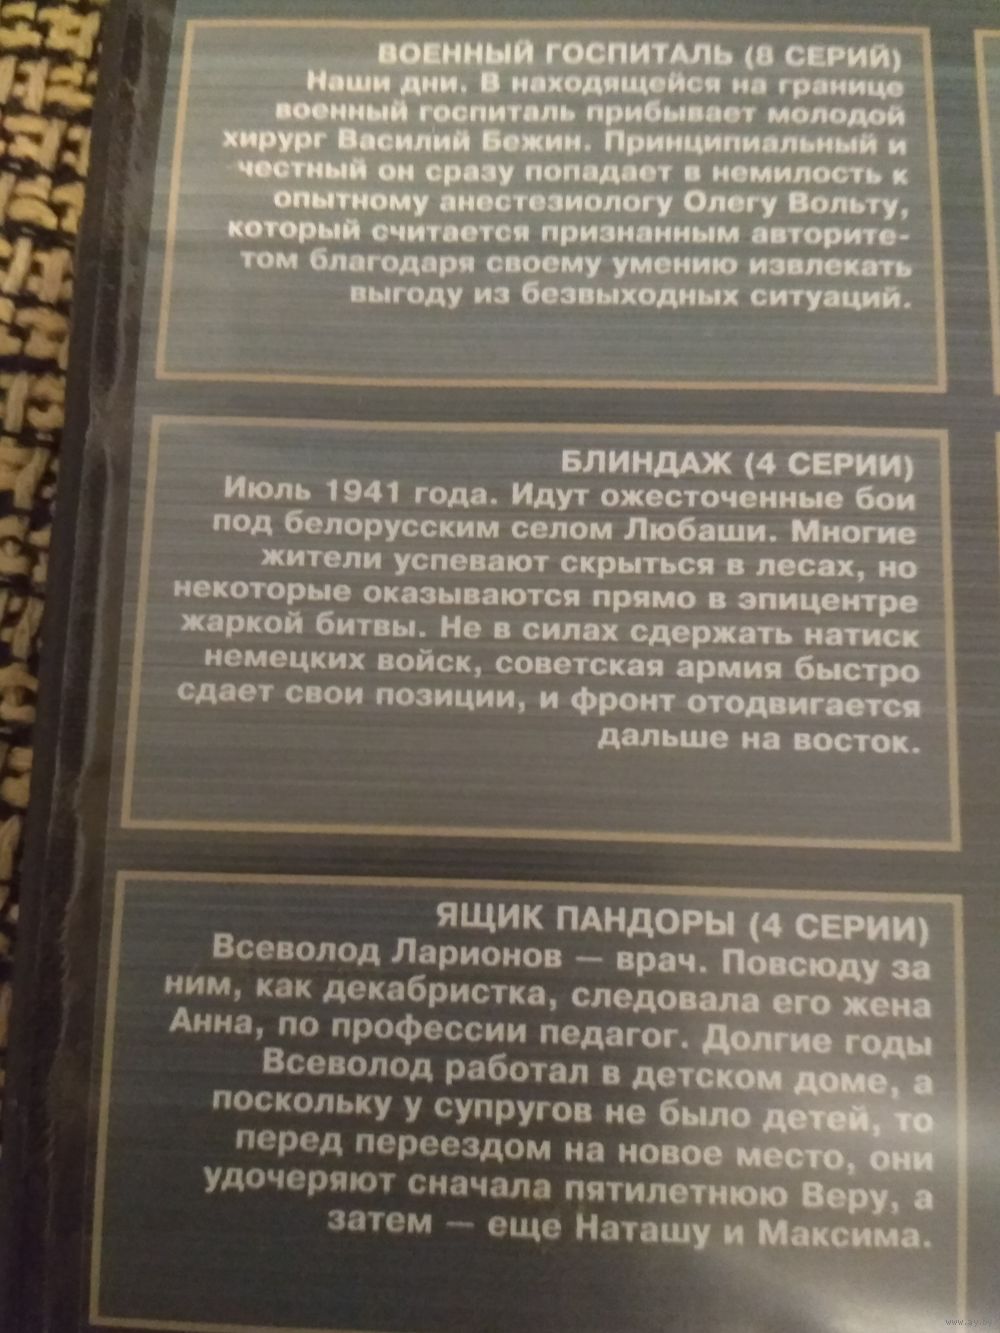 ВОЕННЫЙ ГОСПИТАЛЬ (8 СЕРИЙ)
Наши дни. В находящейся на границе
военный госпиталь прибывает молодой
хирург Василий Бежин. Принципиальный и
честный он сразу попадает в немилость к
опытному анестезиологу Олегу Вольту,
который считается признанным авторите-
том благодаря своему умению извлекать
выгоду из безвыходных ситуаций.
БЛИНДАЖ (4 СЕРИИ)
Июль 1941 года. Идут ожесточенные бои
под белорусским селом Любаши. Многие
жители успевают скрыться в лесах, но
некоторые оказываются прямо в эпицентре
жаркой битвы. Не в силах сдержать натиск
немецких войск, советская армия быстро
сдает свои позиции, и фронт отодвигается
дальше на восток.
ЯЩИК ПАНДОРЫ (4 СЕРИИ)
Всеволод Ларионов — врач. Повсюду за
ним, как декабристка, следовала его жена
Анна, по профессии педагог. Долгие годы
Всеволод работал в детском доме, а
поскольку у супругов не было детей, то
перед переездом на новое место, они
удочеряют сначала пятилетнюю Веру, а
затем — еще Наташу и Максима.